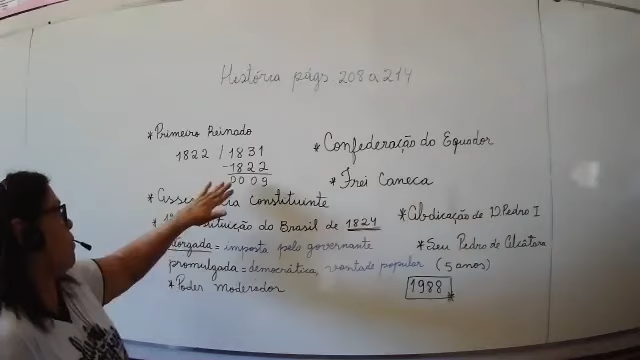 História págs 208 a 214
* Primeiro Reinado
1822 / 1831
- 1822
0009
* Constituinte
* 1ª do Brasil de 1824
= imposta pelo governante
promulgada = democrática, vontade popular
* Poder moderador
* Confederação do Equador
* Frei Caneca
* Abdicação de D. Pedro I
* Seu Pedro de Alcântara
(5 anos)
1988 *